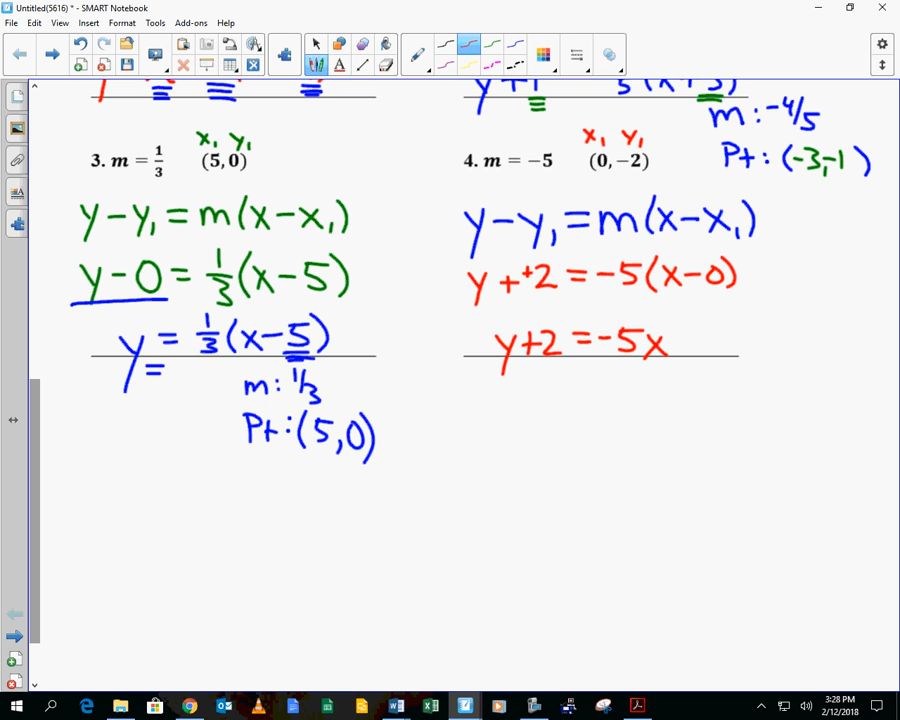 Untitled(5616) * - SMART Notebook
File Edit View Insert Format Tools Add-ons Help
y+1 5(x+3)
m: -4/5
Pt: (-3,-1)
x₁ y₁
3. m = 1/3 (5,0)
y-y₁ = m(x-x₁)
y-0 = 1/3(x-5)
y = 1/3(x-5)
m: 1/3
Pt: (5,0)
x₁ y₁
4. m = −5 (0,−2)
y-y₁ = m(x-x₁)
y++2 = -5(x-0)
y+2 = -5x
3:28 PM
2/12/2018